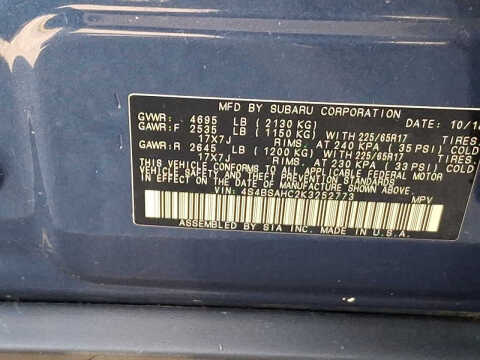 MFD BY SUBARU CORPORATION DATE: 10/18
GVWR: 4695 LB (2130 KG)
GAWR:F 2535 LB (1150 KG) WITH 225/65R17 TIRES
17X7J RIMS, AT 240 KPA (35 PSI) COLD
GAWR:R 2645 LB (1200 KG) WITH 225/65R17 TIRES
17X7J RIMS, AT 230 KPA (33 PSI) COLD
THIS VEHICLE CONFORMS TO ALL APPLICABLE FEDERAL MOTOR
VEHICLE SAFETY AND THEFT PREVENTION STANDARDS
IN EFFECT ON THE DATE OF MANUFACTURE SHOWN ABOVE.
VIN: 4S4BSAHC2K3252773 MPV
ASSEMBLED BY SIA INC. MADE IN U.S.A.